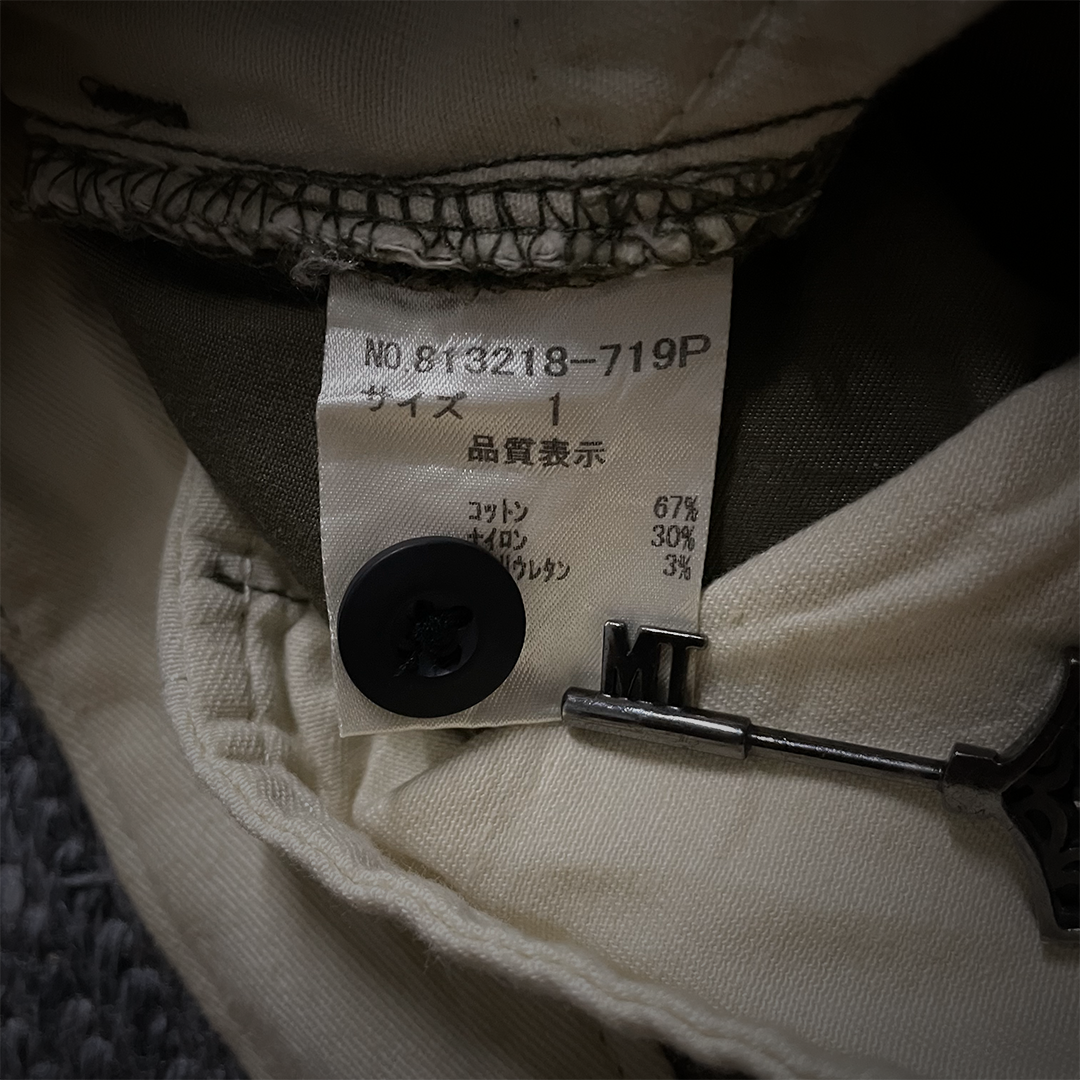 NO.813218-719P
サイズ 1
品質表示
コットン 67%
ナイロン 30%
リウレタン 3%
MT